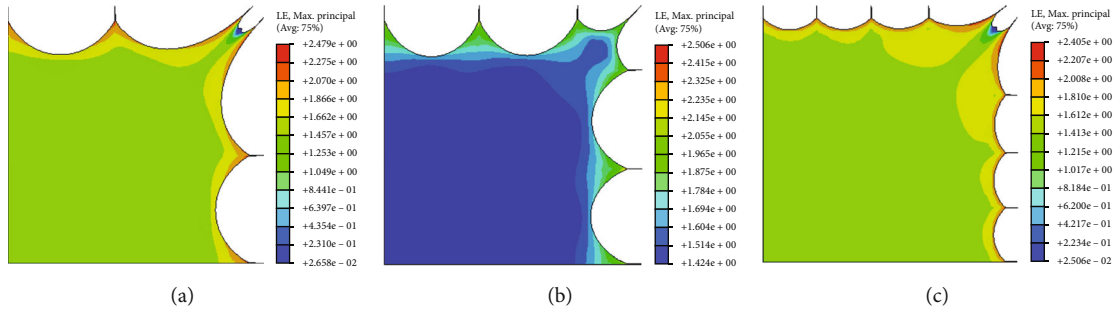 LE, Max. principal
(Avg: 75%)
+2.479e + 00
+2.275e + 00
+2.070e + 00
+1.866e + 00
+1.662e + 00
+1.457e + 00
+1.253e + 00
+1.049e + 00
+8.441e − 01
+6.397e − 01
+4.354e − 01
+2.310e − 01
+2.658e − 02
(a)
LE, Max. principal
(Avg: 75%)
+2.506e + 00
+2.415e + 00
+2.325e + 00
+2.235e + 00
+2.145e + 00
+2.055e + 00
+1.965e + 00
+1.875e + 00
+1.784e + 00
+1.694e + 00
+1.604e + 00
+1.514e + 00
+1.424e + 00
(b)
LE, Max. principal
(Avg: 75%)
+2.405e + 00
+2.207e + 00
+2.008e + 00
+1.810e + 00
+1.612e + 00
+1.413e + 00
+1.215e + 00
+1.017e + 00
+8.184e − 01
+6.200e − 01
+4.217e − 01
+2.234e − 01
+2.506e − 02
(c)